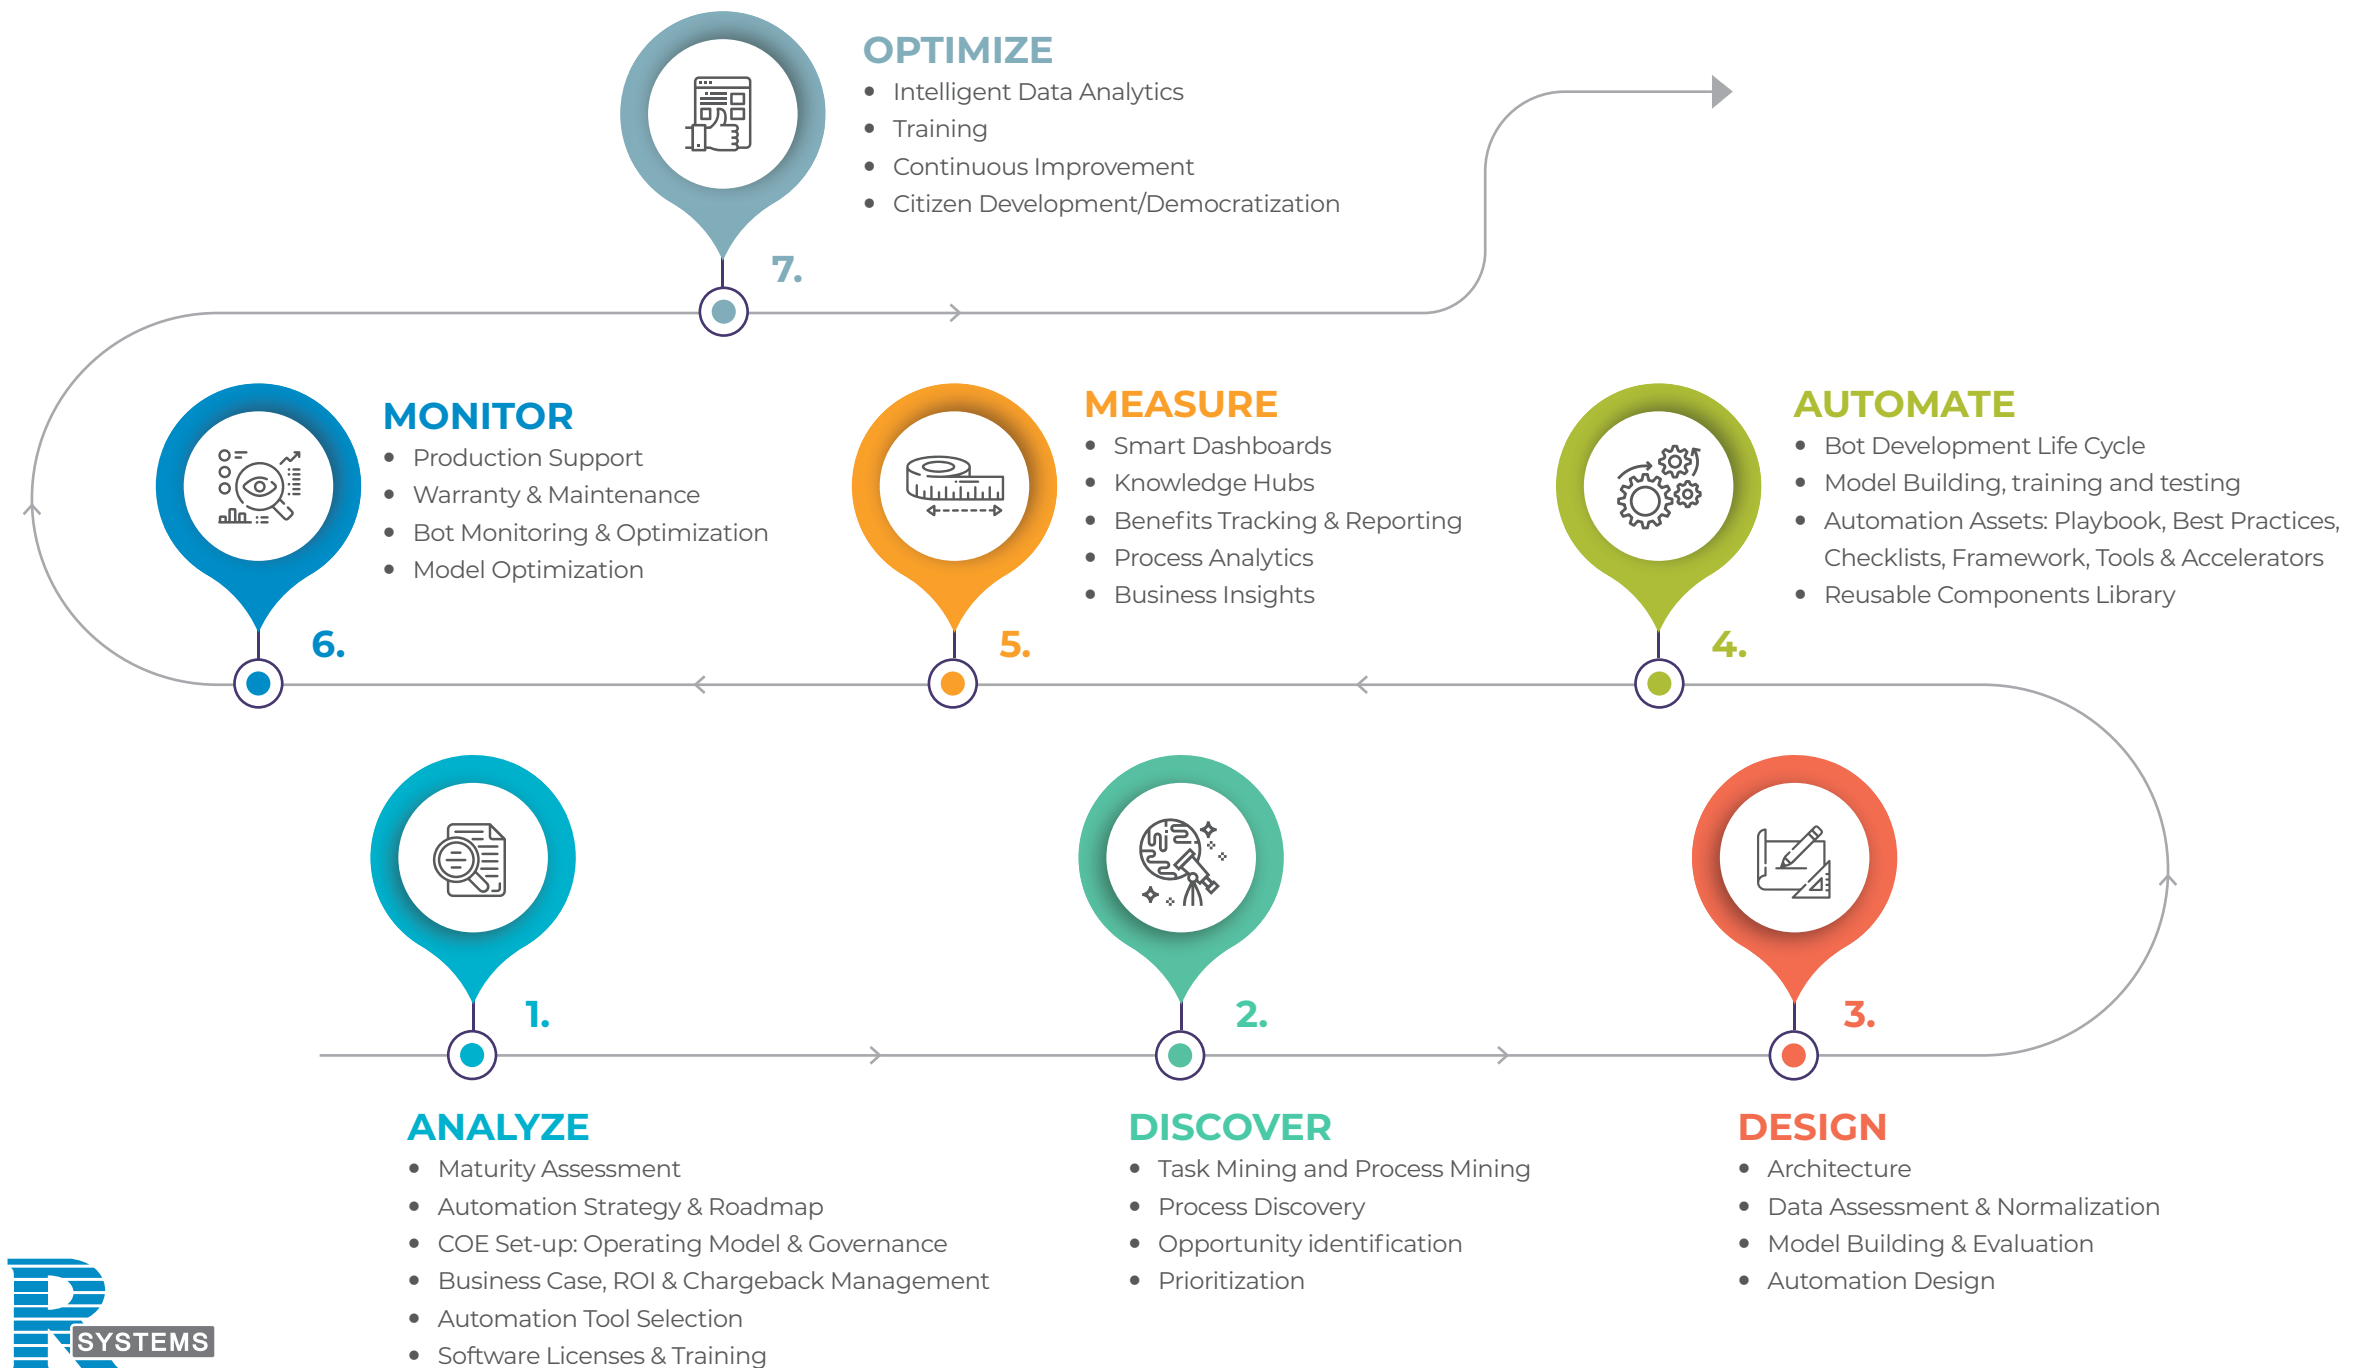 OPTIMIZE
• Intelligent Data Analytics
• Training
• Continuous Improvement
• Citizen Development/Democratization
7.
MONITOR
• Production Support
• Warranty & Maintenance
• Bot Monitoring & Optimization
• Model Optimization
6.
MEASURE
• Smart Dashboards
• Knowledge Hubs
• Benefits Tracking & Reporting
• Process Analytics
• Business Insights
5.
AUTOMATE
• Bot Development Life Cycle
• Model Building, training and testing
• Automation Assets: Playbook, Best Practices,
Checklists, Framework, Tools & Accelerators
• Reusable Components Library
4.
1.
ANALYZE
• Maturity Assessment
• Automation Strategy & Roadmap
• COE Set-up: Operating Model & Governance
• Business Case, ROI & Chargeback Management
• Automation Tool Selection
• Software Licenses & Training
2.
DISCOVER
• Task Mining and Process Mining
• Process Discovery
• Opportunity identification
• Prioritization
3.
DESIGN
• Architecture
• Data Assessment & Normalization
• Model Building & Evaluation
• Automation Design
R SYSTEMS